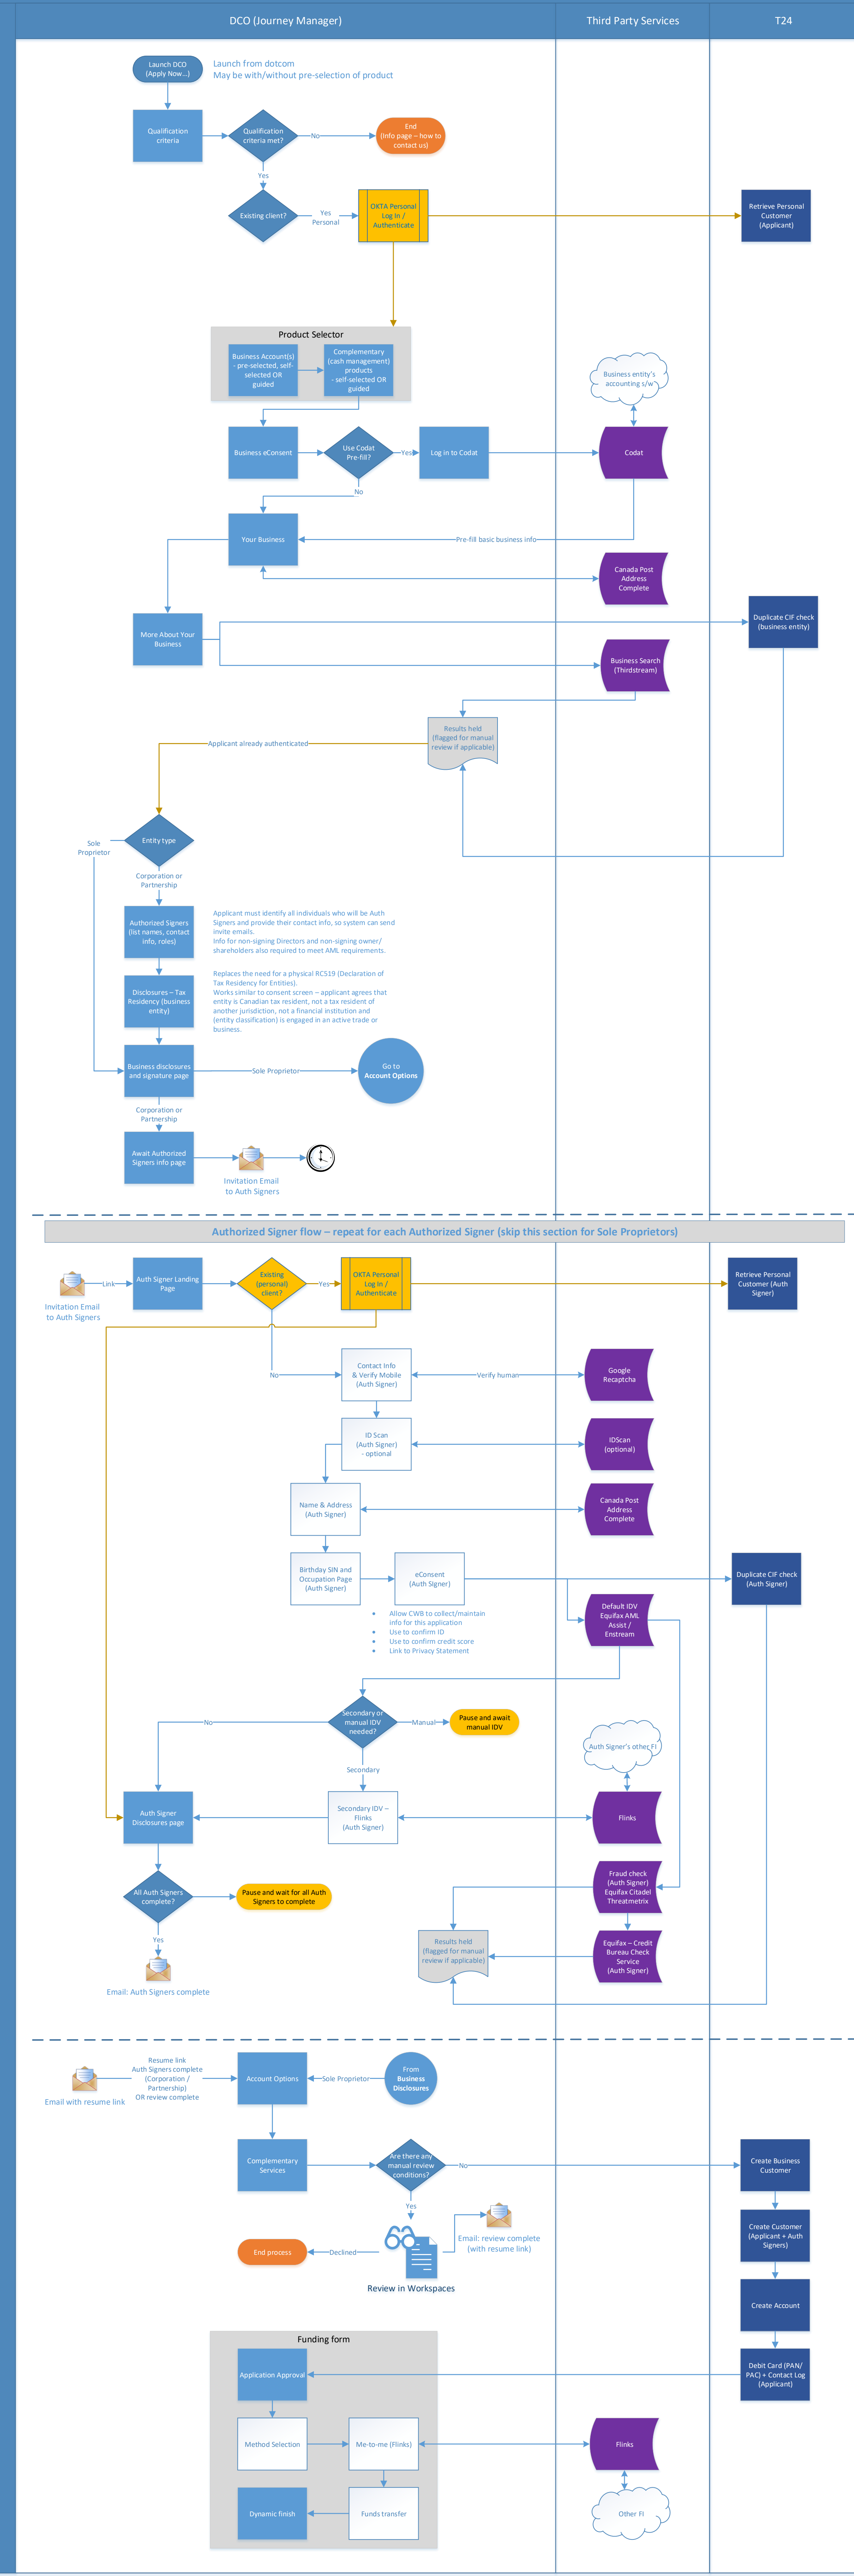 DCO (Journey Manager)
Third Party Services
T24
Launch DCO
(Apply Now...)
Launch from dotcom
May be with/without pre-selection of product
Qualification
criteria
Qualification
criteria met?
No
End
(Info page – how to
contact us)
Yes
Existing client?
Yes
Personal
OKTA Personal
Log In /
Authenticate
Retrieve Personal
Customer
(Applicant)
Product Selector
Business Account(s)
- pre-selected, self-
selected OR
guided
Complementary
(cash management)
products
- self-selected OR
guided
Business entity's
accounting s/w
Business eConsent
Use Codat
Pre-fill?
Yes
Log in to Codat
Codat
No
Your Business
Pre-fill basic business info
Canada Post
Address
Complete
More About Your
Business
Duplicate CIF check
(business entity)
Business Search
(Thirdstream)
Results held
(flagged for manual
review if applicable)
Applicant already authenticated
Entity type
Sole
Proprietor
Corporation or
Partnership
Authorized Signers
(list names, contact
info, roles)
Applicant must identify all individuals who will be Auth
Signers and provide their contact info, so system can send
invite emails.
Info for non-signing Directors and non-signing owner/
shareholders also required to meet AML requirements.
Disclosures – Tax
Residency (business
entity)
Replaces the need for a physical RC519 (Declaration of
Tax Residency for Entities).
Works similar to consent screen – applicant agrees that
entity is Canadian tax resident, not a tax resident of
another jurisdiction, not a financial institution and
(entity classification) is engaged in an active trade or
business.
Business disclosures
and signature page
Sole Proprietor
Go to
Account Options
Corporation or
Partnership
Await Authorized
Signers info page
Invitation Email
to Auth Signers
Authorized Signer flow – repeat for each Authorized Signer (skip this section for Sole Proprietors)
Invitation Email
to Auth Signers
Link
Auth Signer Landing
Page
Existing
(personal)
client?
Yes
OKTA Personal
Log In /
Authenticate
Retrieve Personal
Customer (Auth
Signer)
No
Contact Info
& Verify Mobile
(Auth Signer)
Verify human
Google
Recaptcha
ID Scan
(Auth Signer)
- optional
IDScan
(optional)
Name & Address
(Auth Signer)
Canada Post
Address
Complete
Birthday SIN and
Occupation Page
(Auth Signer)
eConsent
(Auth Signer)
Duplicate CIF check
(Auth Signer)
• Allow CWB to collect/maintain
info for this application
• Use to confirm ID
• Use to confirm credit score
• Link to Privacy Statement
Default IDV
Equifax AML
Assist /
Enstream
No
Secondary or
manual IDV
needed?
Manual
Pause and await
manual IDV
Secondary
Auth Signer's other FI
Auth Signer
Disclosures page
Secondary IDV –
Flinks
(Auth Signer)
Flinks
All Auth Signers
complete?
Pause and wait for all Auth
Signers to complete
Fraud check
(Auth Signer)
Equifax Citadel
Threatmetrix
Yes
Email: Auth Signers complete
Results held
(flagged for manual
review if applicable)
Equifax – Credit
Bureau Check
Service
(Auth Signer)
Email with resume link
Resume link
Auth Signers complete
(Corporation /
Partnership)
OR review complete
Account Options
Sole Proprietor
From
Business
Disclosures
Complementary
Services
Are there any
manual review
conditions?
No
Create Business
Customer
Yes
Create Customer
(Applicant + Auth
Signers)
Email: review complete
(with resume link)
End process
Declined
Review in Workspaces
Create Account
Funding form
Application Approval
Debit Card (PAN/
PAC) + Contact Log
(Applicant)
Method Selection
Me-to-me (Flinks)
Flinks
Dynamic finish
Funds transfer
Other FI